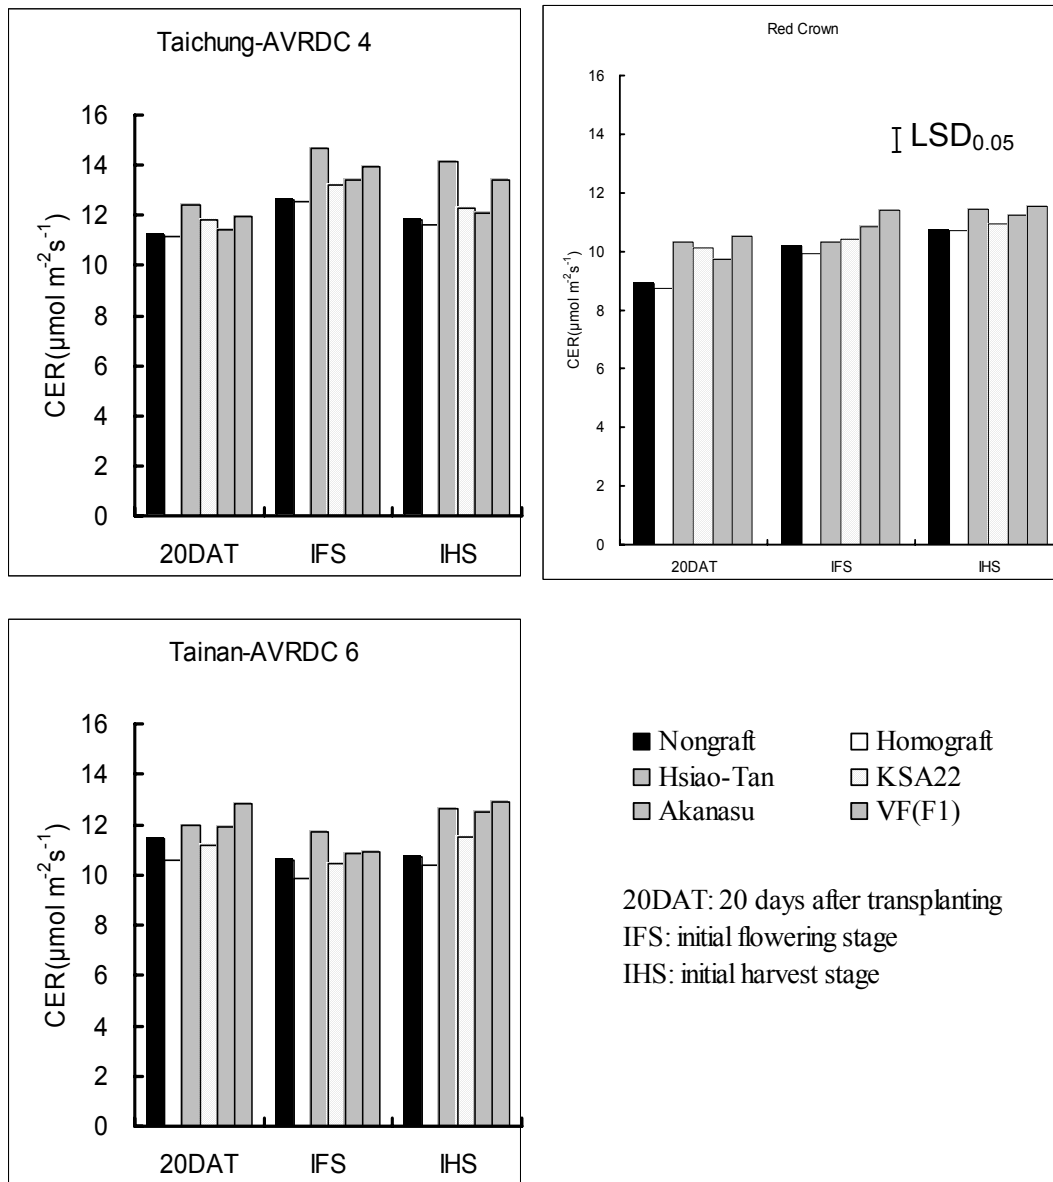 Taichung-AVRDC 4
CER(µmol m⁻²s⁻¹)
16
14
12
10
8
6
4
2
0
20DAT IFS IHS
Red Crown
CER(µmol m⁻²s⁻¹)
16
14
12
10
8
6
4
2
0
LSD₀.₀₅
20DAT IFS IHS
Tainan-AVRDC 6
CER(µmol m⁻²s⁻¹)
16
14
12
10
8
6
4
2
0
20DAT IFS IHS
Nongraft Homograft
Hsiao-Tan KSA22
Akanasu VF(F1)
20DAT: 20 days after transplanting
IFS: initial flowering stage
IHS: initial harvest stage